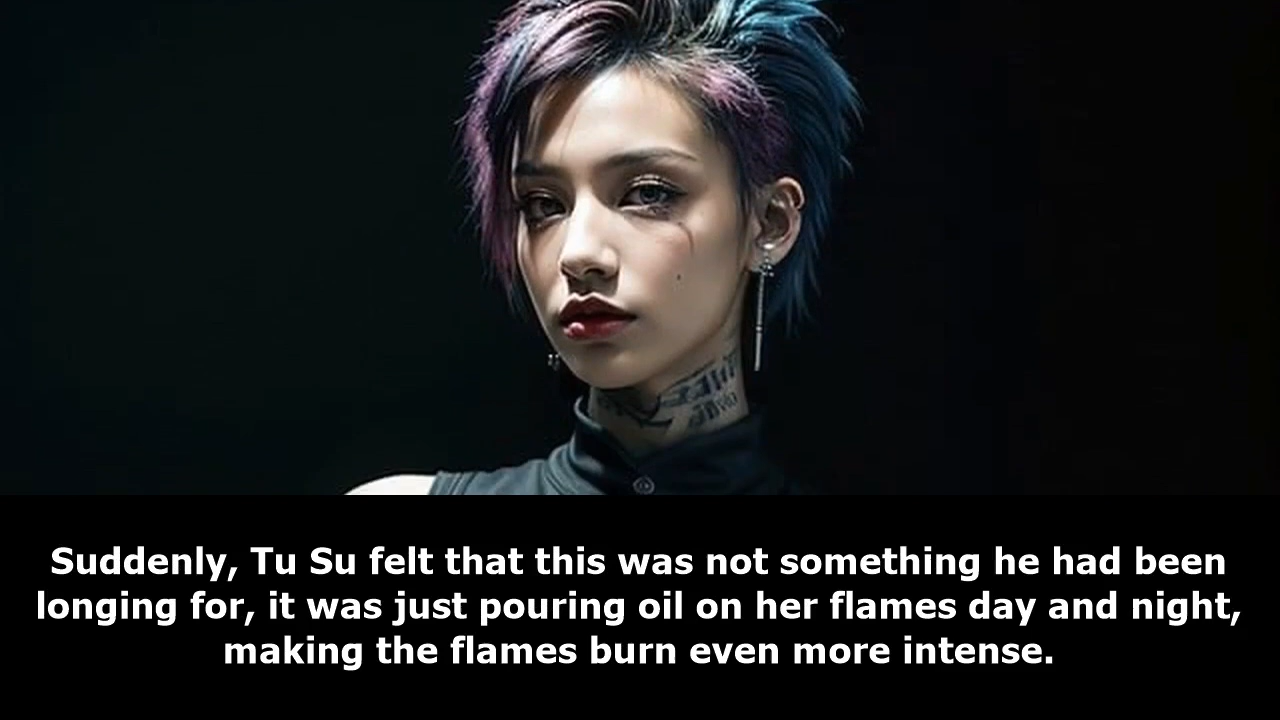 Suddenly, Tu Su felt that this was not something he had been
longing for, it was just pouring oil on her flames day and night,
making the flames burn even more intense.